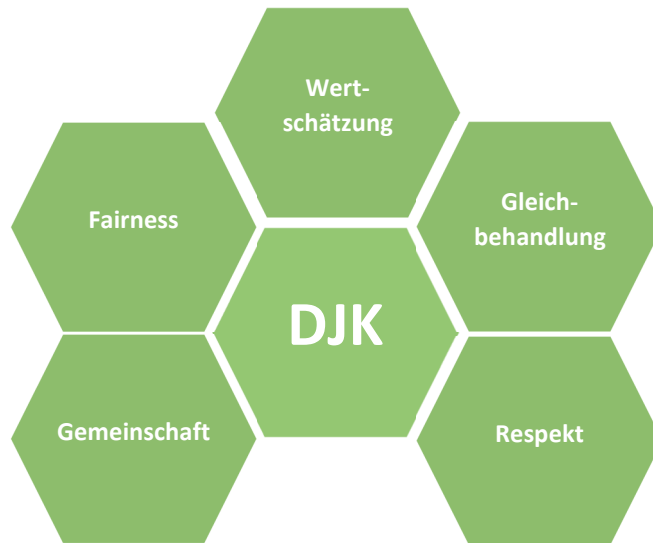 Wert-
schätzung
Fairness
Gleich-
behandlung
DJK
Gemeinschaft
Respekt